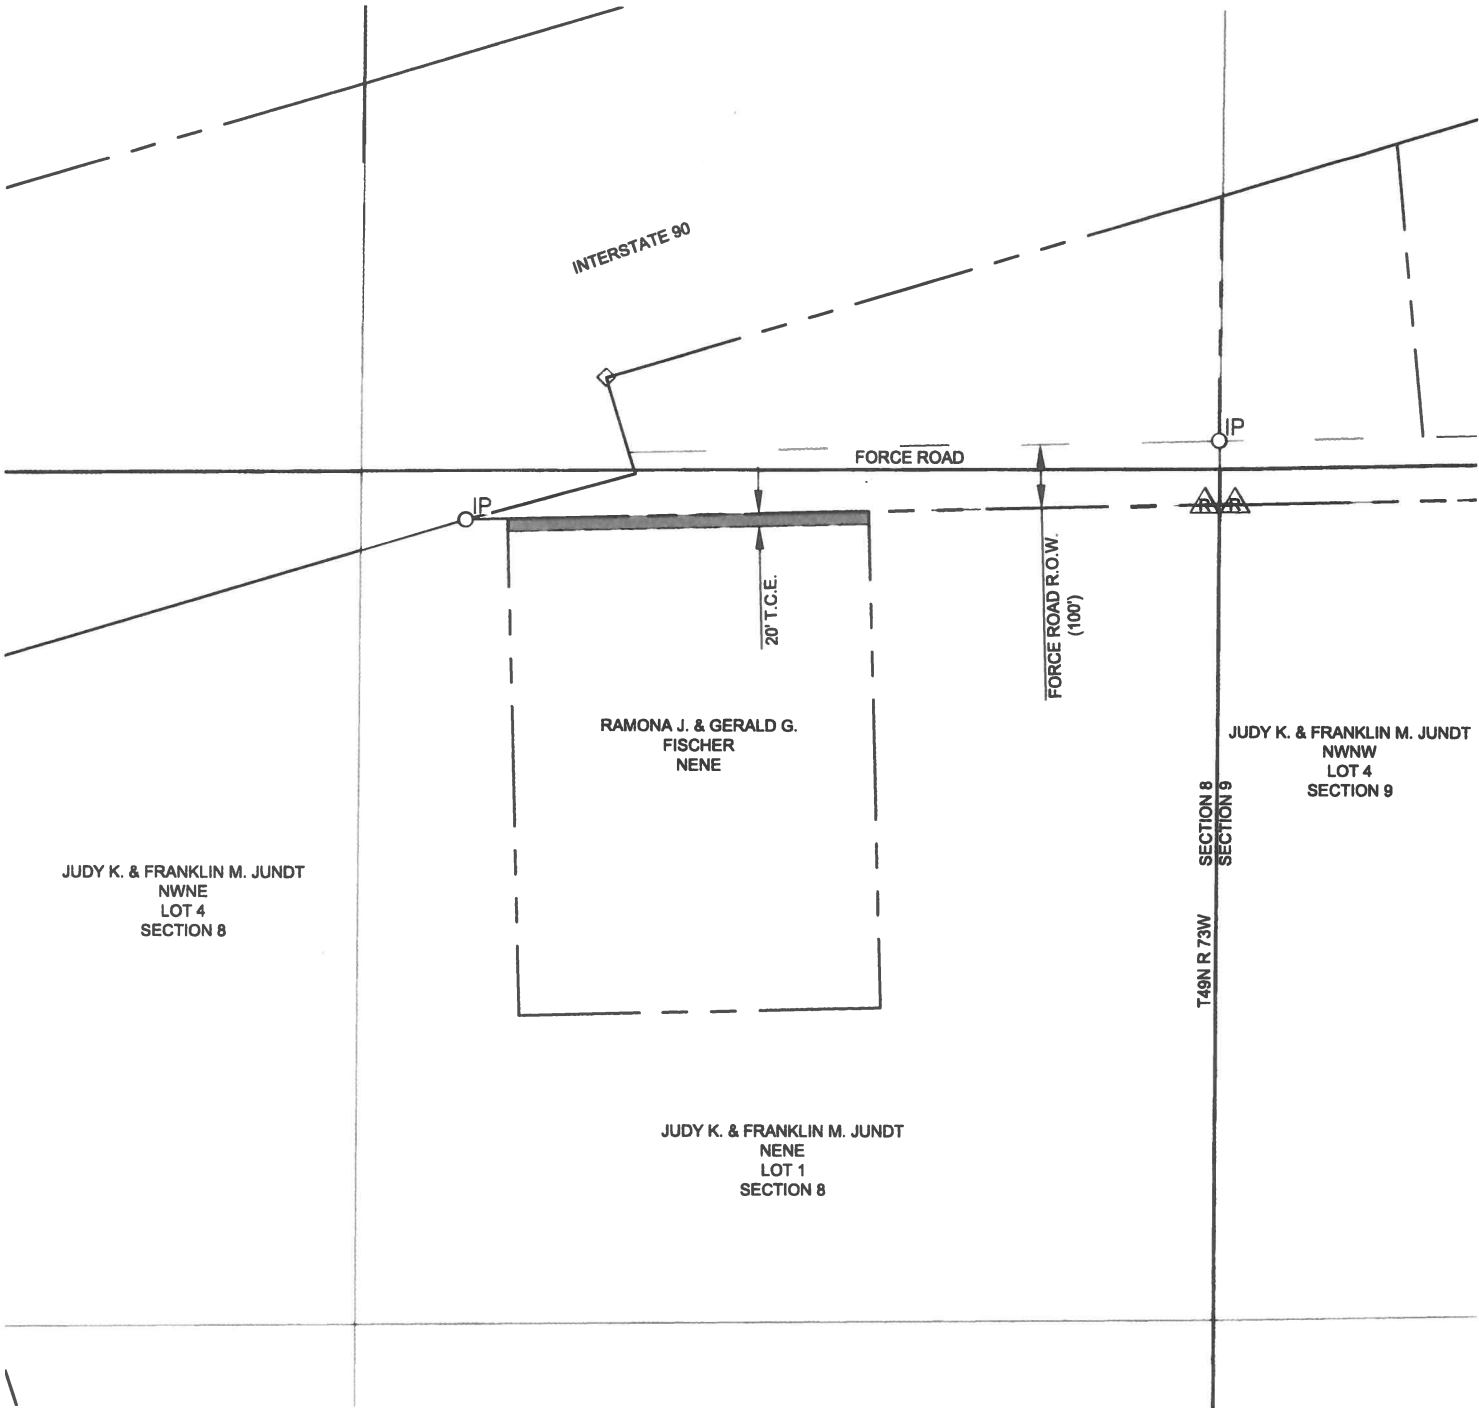 INTERSTATE 90
IP
FORCE ROAD
IP
R R
20' T.C.E.
FORCE ROAD R.O.W.
(100')
RAMONA J. & GERALD G.
FISCHER
NENE
JUDY K. & FRANKLIN M. JUNDT
NWNW
LOT 4
SECTION 9
SECTION 8
SECTION 9
JUDY K. & FRANKLIN M. JUNDT
NWNE
LOT 4
SECTION 8
T49N R 73W
JUDY K. & FRANKLIN M. JUNDT
NENE
LOT 1
SECTION 8